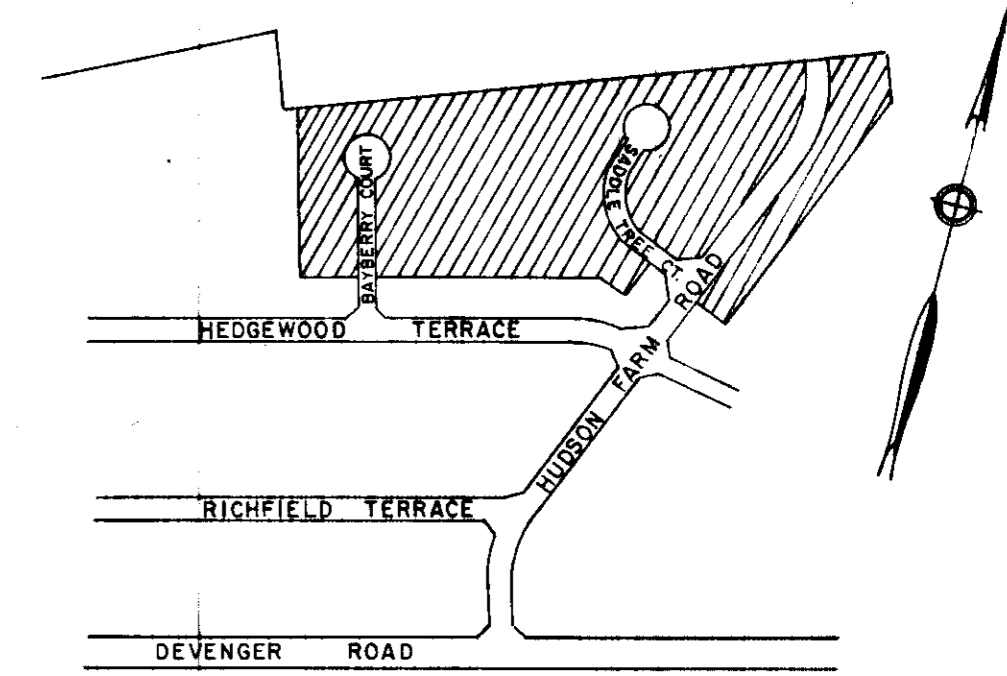 BAYBERRY COURT
SADDLE TREE CT.
HUDSON FARM ROAD
HEDGEWOOD TERRACE
RICHFIELD TERRACE
DEVENGER ROAD